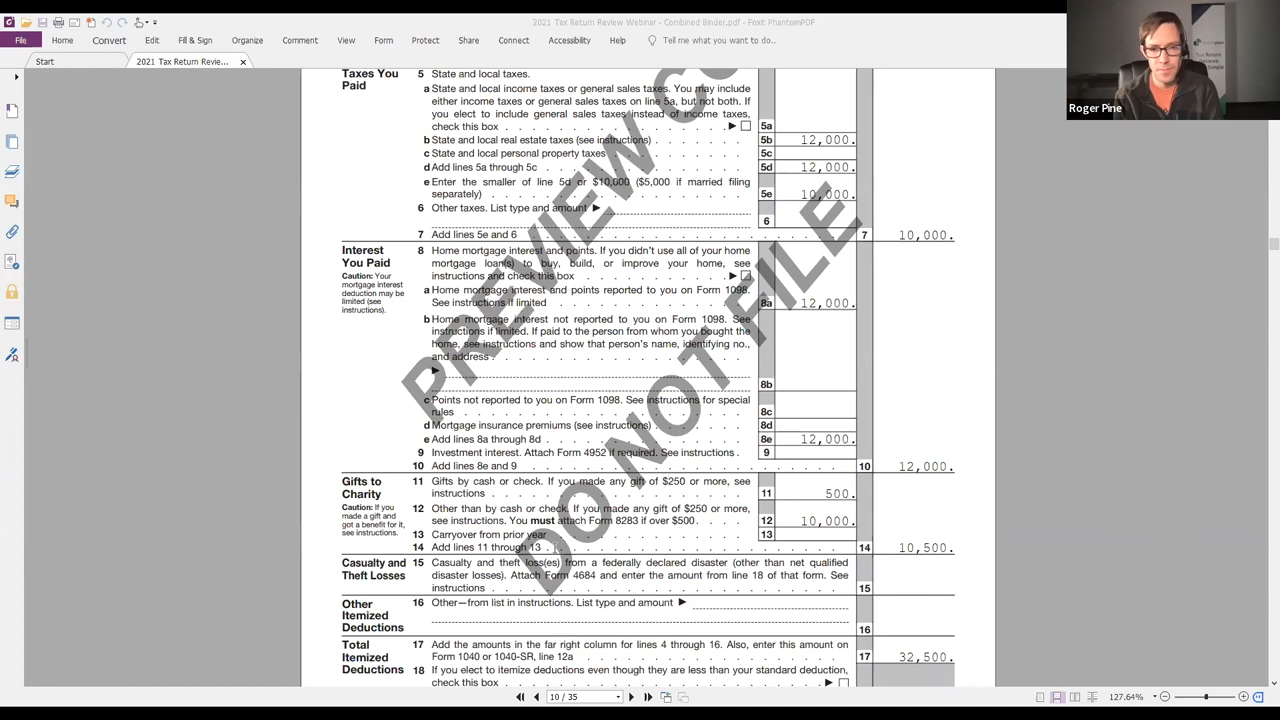 2021 Tax Return Review Webinar - Combined Binder.pdf - Foxit PhantomPDF
File Home Convert Edit Fill & Sign Organize Comment View Form Protect Share Connect Accessibility Help Tell me what you want to do..
Start 2021 Tax Return Revie...
Roger Pine
Tax Return
PREVIEW CO
DO NOT FILE
Taxes You Paid
5 State and local taxes.
a State and local income taxes or general sales taxes. You may include
either income taxes or general sales taxes on line 5a, but not both. If
you elect to include general sales taxes instead of income taxes,
check this box . . . ▶ 5a
b State and local real estate taxes (see instructions) . . . 5b 12,000.
c State and local personal property taxes . . . 5c
d Add lines 5a through 5c . . . 5d 12,000.
e Enter the smaller of line 5d or $10,000 ($5,000 if married filing
separately) . . . 5e 10,000.
6 Other taxes. List type and amount ▶
6
7 Add lines 5e and 6 . . . 7 10,000.
Interest
You Paid
Caution: Your
mortgage interest
deduction may be
limited (see
instructions).
8 Home mortgage interest and points. If you didn't use all of your home
mortgage loan(s) to buy, build, or improve your home, see
instructions and check this box . . . ▶
a Home mortgage interest and points reported to you on Form 1098.
See instructions if limited . . . 8a 12,000.
b Home mortgage interest not reported to you on Form 1098. See
instructions if limited. If paid to the person from whom you bought the
home, see instructions and show that person's name, identifying no.,
and address . . .
▶
8b
c Points not reported to you on Form 1098. See instructions for special
rules . . . 8c
d Mortgage insurance premiums (see instructions) . . . 8d
e Add lines 8a through 8d . . . 8e 12,000.
9 Investment interest. Attach Form 4952 if required. See instructions . 9
10 Add lines 8e and 9 . . . 10 12,000.
Gifts to
Charity
Caution: If you
made a gift and
got a benefit for it,
see instructions.
11 Gifts by cash or check. If you made any gift of $250 or more, see
instructions . . . 11 500.
12 Other than by cash or check. If you made any gift of $250 or more,
see instructions. You must attach Form 8283 if over $500 . . . 12 10,000.
13 Carryover from prior year . . . 13
14 Add lines 11 through 13 . . . 14 10,500.
Casualty and
Theft Losses
15 Casualty and theft loss(es) from a federally declared disaster (other than net qualified
disaster losses). Attach Form 4684 and enter the amount from line 18 of that form. See
instructions . . . 15
Other
Itemized
Deductions
16 Other—from list in instructions. List type and amount ▶
16
Total
Itemized
Deductions
17 Add the amounts in the far right column for lines 4 through 16. Also, enter this amount on
Form 1040 or 1040-SR, line 12a . . . 17 32,500.
18 If you elect to itemize deductions even though they are less than your standard deduction,
check this box . . . ▶
10 / 35
127.64%